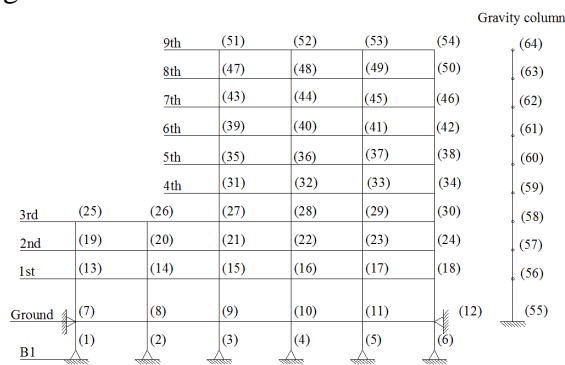 Gravity column
9th (51) (52) (53) (54) (64)
8th (47) (48) (49) (50) (63)
7th (43) (44) (45) (46) (62)
6th (39) (40) (41) (42) (61)
5th (35) (36) (37) (38) (60)
4th (31) (32) (33) (34) (59)
3rd (25) (26) (27) (28) (29) (30) (58)
2nd (19) (20) (21) (22) (23) (24) (57)
1st (13) (14) (15) (16) (17) (18) (56)
Ground (7) (8) (9) (10) (11) (12) (55)
B1 (1) (2) (3) (4) (5) (6)